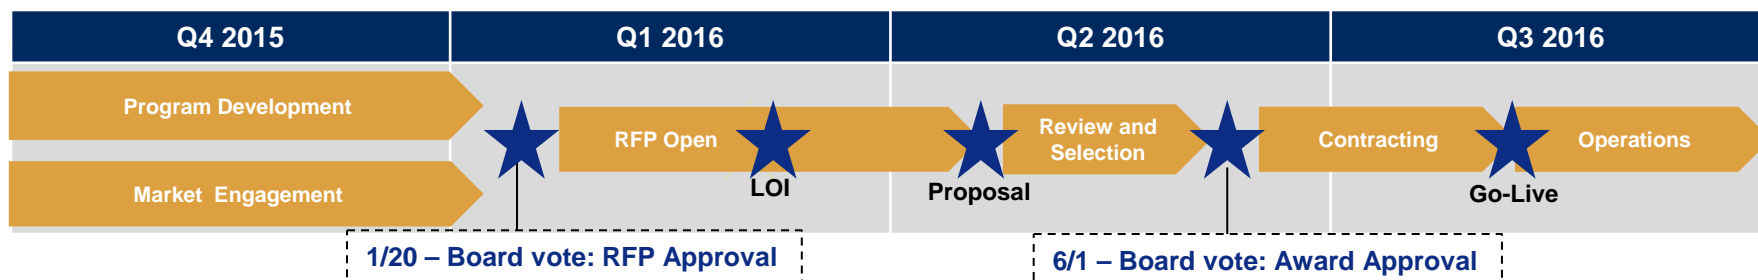 Q4 2015
Q1 2016
Q2 2016
Q3 2016
Program Development
Market Engagement
RFP Open
LOI
Proposal
Review and
Selection
Contracting
Go-Live
Operations
1/20 – Board vote: RFP Approval
6/1 – Board vote: Award Approval